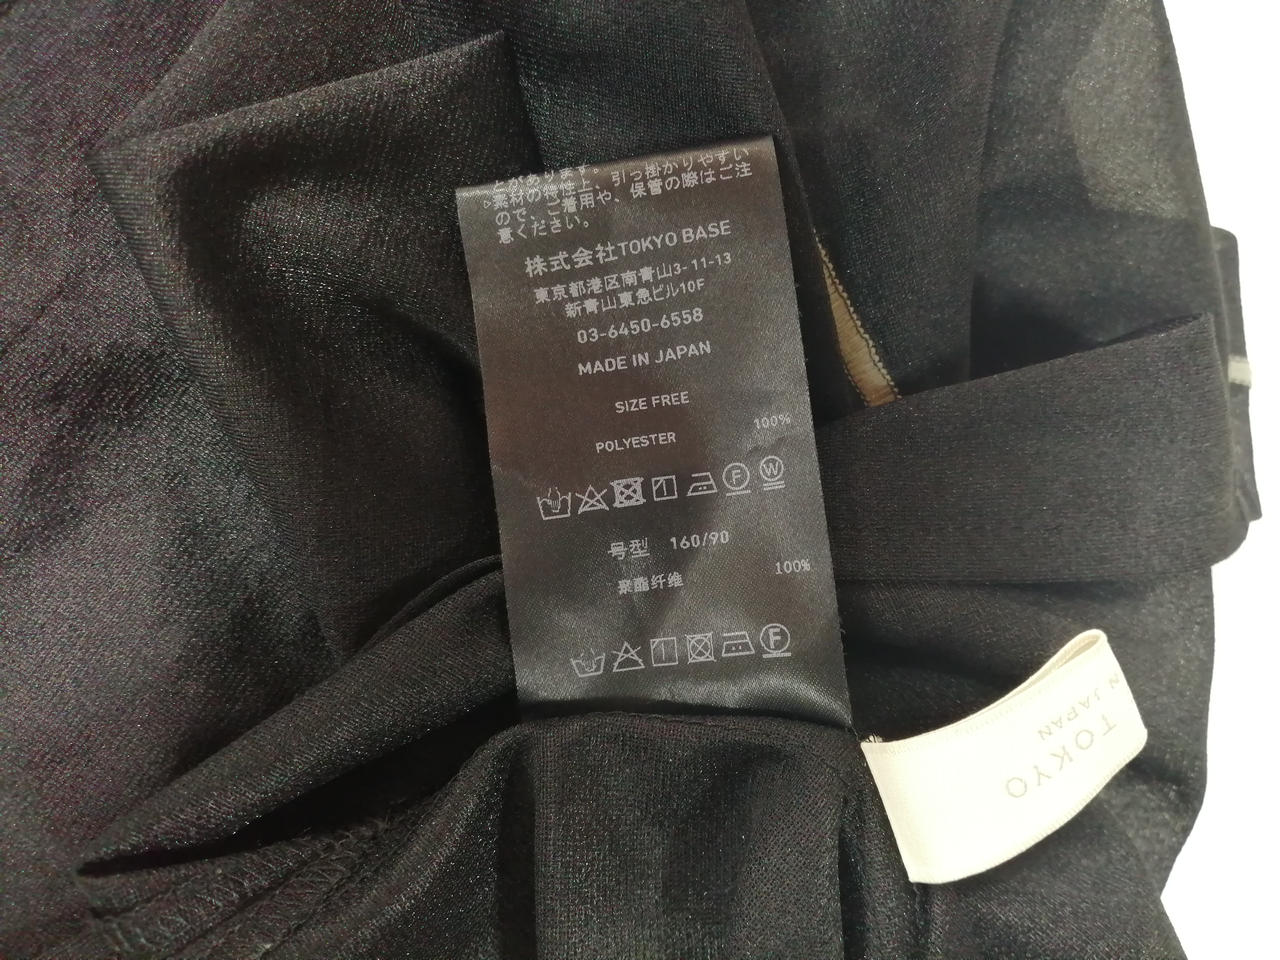 とがあります。
▷素材の特性上、引っ掛かりやすい
ので、ご着用や、保管の際はご注
意ください。
株式会社TOKYO BASE
東京都港区南青山3-11-13
新青山東急ビル10F
03-6450-6558
MADE IN JAPAN
SIZE FREE
POLYESTER 100%
F W
号型 160/90
聚酯纤维 100%
F
TOKYO
N JAPAN